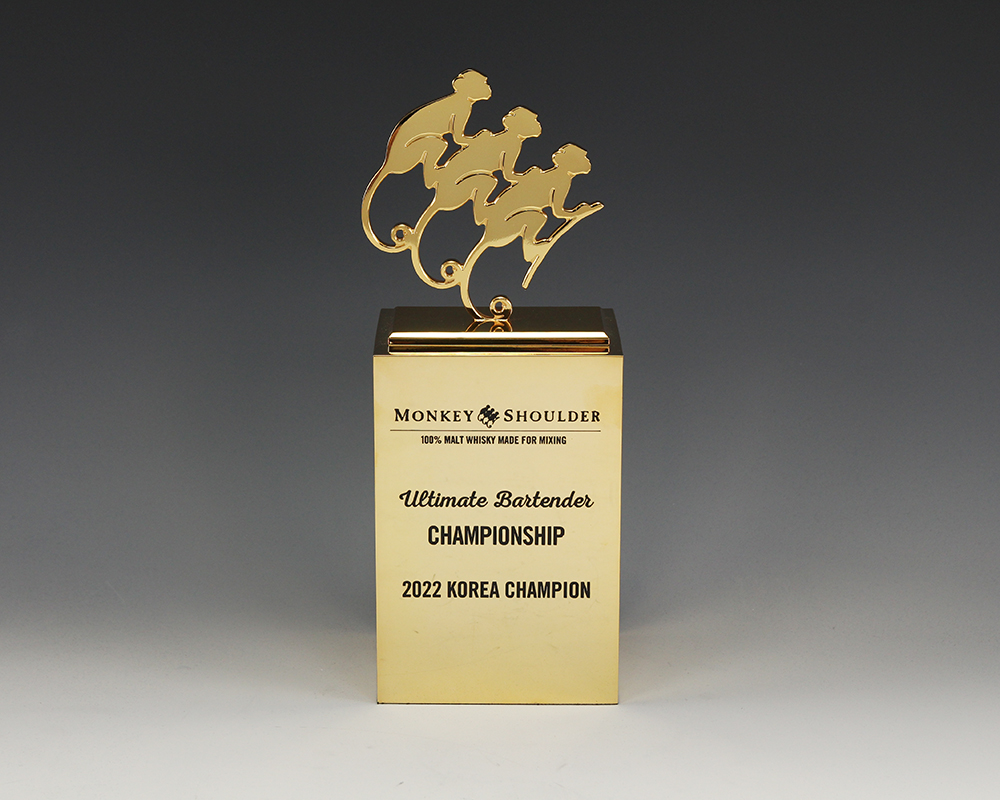 MONKEY SHOULDER
100% MALT WHISKY MADE FOR MIXING
Ultimate Bartender
CHAMPIONSHIP
2022 KOREA CHAMPION